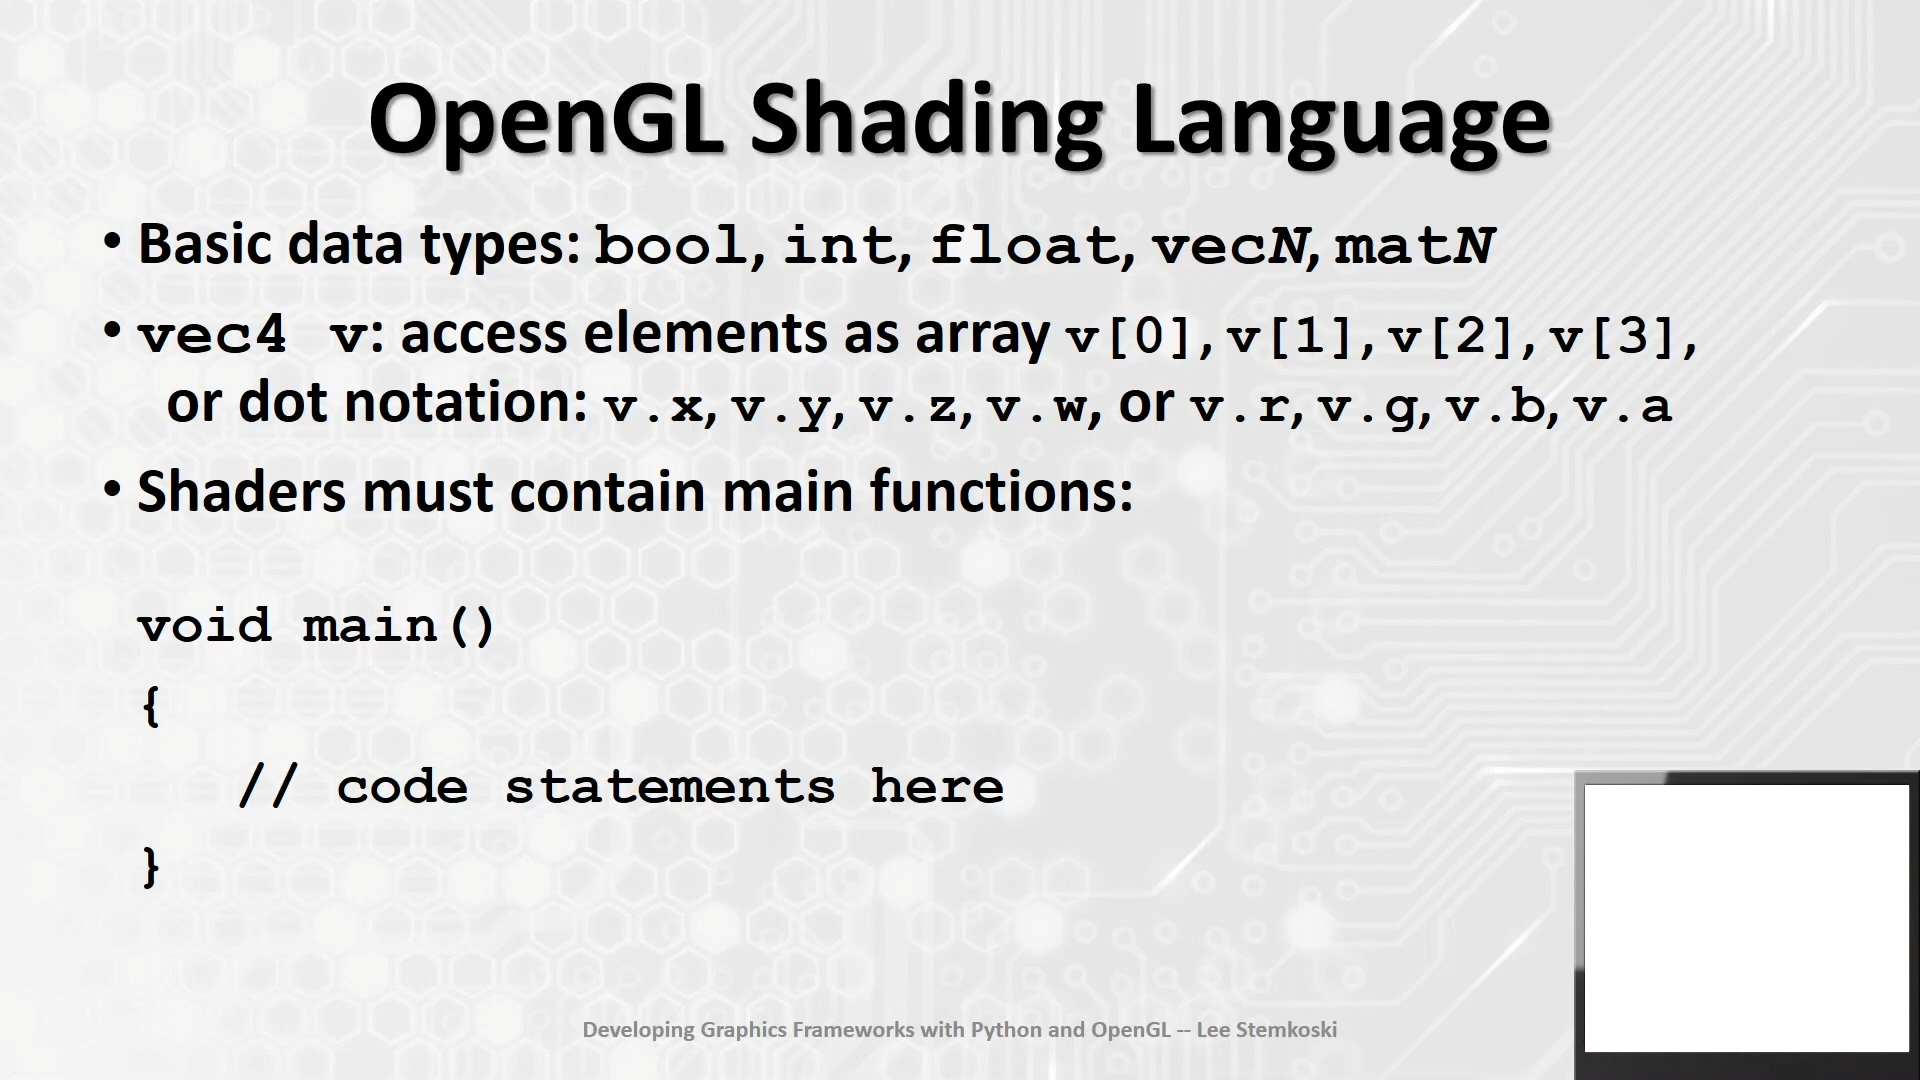 OpenGL Shading Language
• Basic data types: bool, int, float, vecN, matN
• vec4 v: access elements as array v[0], v[1], v[2], v[3],
or dot notation: v.x, v.y, v.z, v.w, or v.r, v.g, v.b, v.a
• Shaders must contain main functions:
void main()
{
// code statements here
}
Developing Graphics Frameworks with Python and OpenGL -- Lee Stemkoski